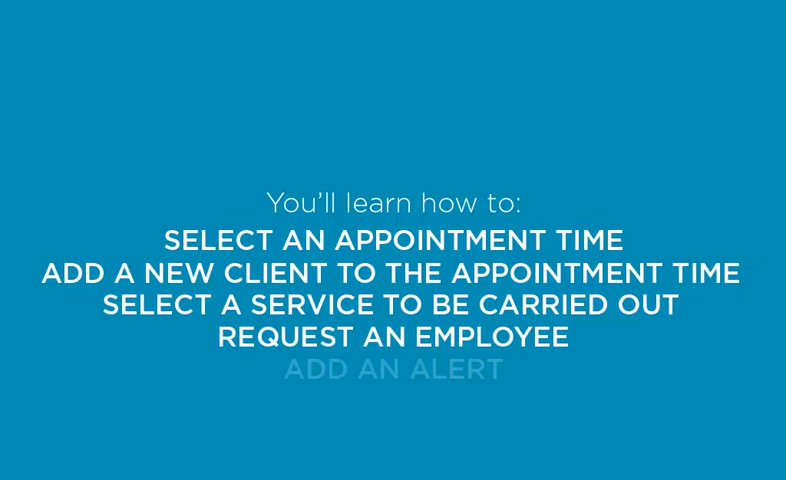 You'll learn how to:
SELECT AN APPOINTMENT TIME
ADD A NEW CLIENT TO THE APPOINTMENT TIME
SELECT A SERVICE TO BE CARRIED OUT
REQUEST AN EMPLOYEE
ADD AN ALERT